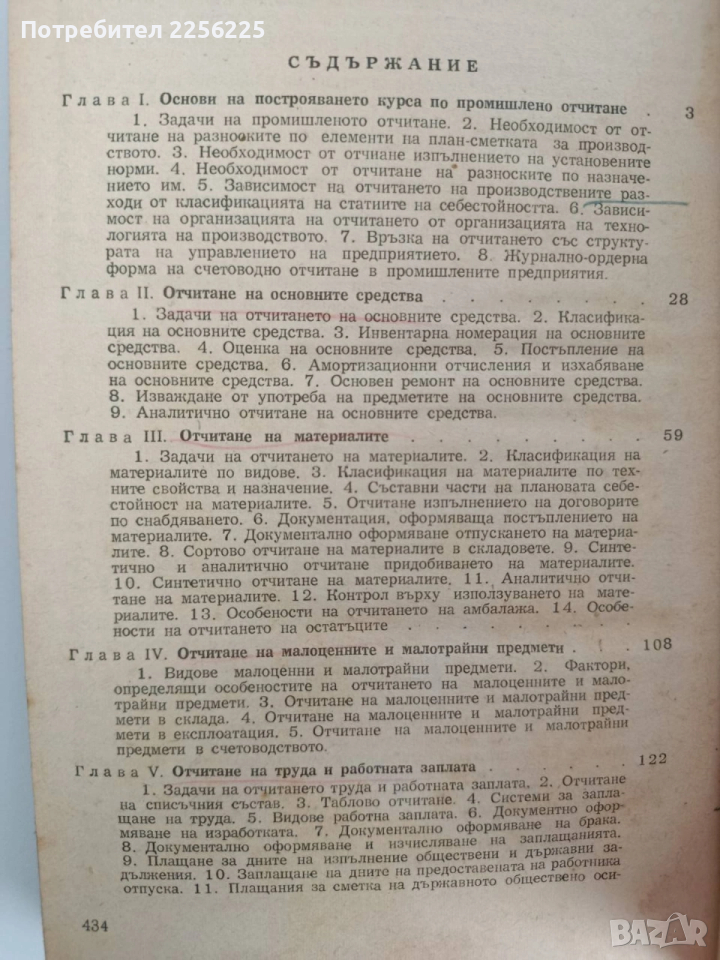 Потребител 2256225
СЪДЪРЖАНИЕ
Глава I. Основи на построяването курса по промишлено отчитане . 3
1. Задачи на промишленото отчитане. 2. Необходимост от от-
читане на разноските по елементи на план-сметката за производ-
ството. 3. Необходимост от отчиане изпълнението на установените
норми. 4. Необходимост от отчитане на разноските по назначе-
нието им. 5. Зависимост на отчитането на производствените раз-
ходи от класификацията на статиите на себестойността. 6. Зависи-
мост на организацията на отчитането от организацията на техно-
логията на производството. 7. Връзка на отчитането със структу-
рата на управлението на предприятието. 8. Журнално-ордерна
форма на счетоводно отчитане в промишлените предприятия.
Глава II. Отчитане на основните средства . . . . . . . . 28
1. Задачи на отчитането на основните средства. 2. Класифика-
ция на основните средства. 3. Инвентарна номерация на основните
средства. 4. Оценка на основните средства. 5. Постъпление на
основните средства. 6. Амортизационни отчисления и изхабяване
на основните средства. 7. Основен ремонт на основните средства.
8. Изваждане от употреба на предметите на основните средства.
9. Аналитично отчитане на основните средства.
Глава III. Отчитане на материалите . . . . . . . . . 59
1. Задачи на отчитането на материалите. 2. Класификация на
материалите по видове. 3. Класификация на материалите по тех-
ните свойства и назначение. 4. Съставни части на плановата себе-
стойност на материалите. 5. Отчитане изпълнението на договорите
по снабдяването. 6. Документация, оформяваща постъплението на
материалите. 7. Документално оформяване отпускането на материа-
лите. 8. Сортово отчитане на материалите в складовете. 9. Синте-
тично и аналитично отчитане придобиването на материалите.
10. Синтетично отчитане на материалите. 11. Аналитично отчи-
тане на материалите. 12. Контрол върху използуването на мате-
риалите. 13. Особености на отчитането на амбалажа. 14. Особе-
ности на отчитането на остатъците
Глава IV. Отчитане на малоценните и малотрайни предмети . . . 108
1. Видове малоценни и малотрайни предмети. 2. Фактори,
определящи особеностите на отчитането на малоценните и мало-
трайни предмети. 3. Отчитане на малоценните и малотрайни пред-
мети в склада. 4. Отчитане на малоценните и малотрайни пред-
мети в експлоатация. 5. Отчитане на малоценните и малотрайни
предмети в счетоводството.
Глава V. Отчитане на труда и работната заплата . . . . . . 122
1. Задачи на отчитането труда и работната заплата. 2. Отчитане
на списъчния състав. 3. Таблово отчитане. 4. Системи за запла-
щане на труда. 5. Видове работна заплата. 6. Документно офор-
мяване на изработката. 7. Документално оформяване на брака.
8. Документално оформяване и изчисляване на заплащанията.
9. Плащане за дните на изпълнение обществени и държавни за-
дължения. 10. Заплащане на дните на предоставената на работника
отпуска. 11. Плащания за сметка на държавното обществено оси-
434
BAZAR